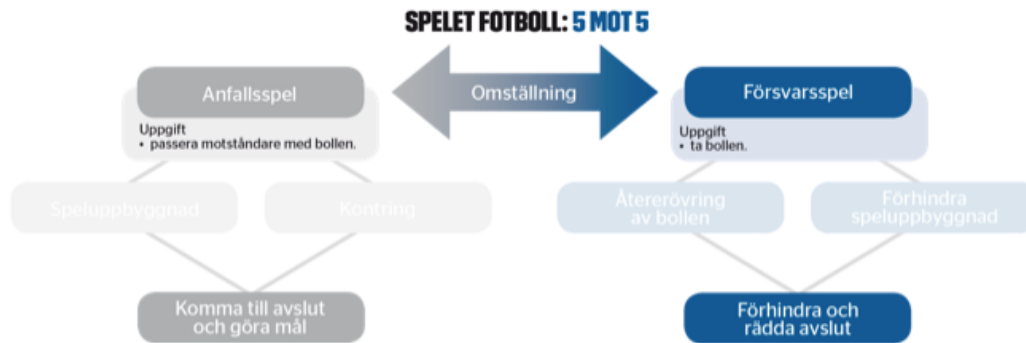 SPELET FOTBOLL: 5 MOT 5
Anfallsspel
Omställning
Försvarsspel
Uppgift
• passera motståndare med bollen.
Uppgift
• ta bollen.
Speluppbyggnad
Kontring
Återerövring
av bollen
Förhindra
speluppbyggnad
Komma till avslut
och göra mål
Förhindra och
rädda avslut